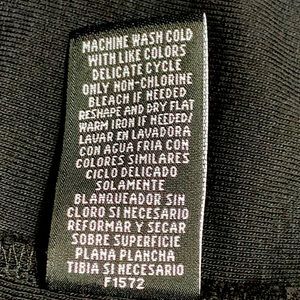 MACHINE WASH COLD
WITH LIKE COLORS
DELICATE CYCLE
ONLY NON-CHLORINE
BLEACH IF NEEDED
RESHAPE AND DRY FLAT
WARM IRON IF NEEDED/
LAVAR EN LAVADORA
CON AGUA FRIA CON
COLORES SIMILARES
CICLO DELICADO
SOLAMENTE
BLANQUEADOR SIN
CLORO SI NECESARIO
REFORMAR Y SECAR
SOBRE SUPERFICIE
PLANA PLANCHA
TIBIA SI NECESARIO
F1572